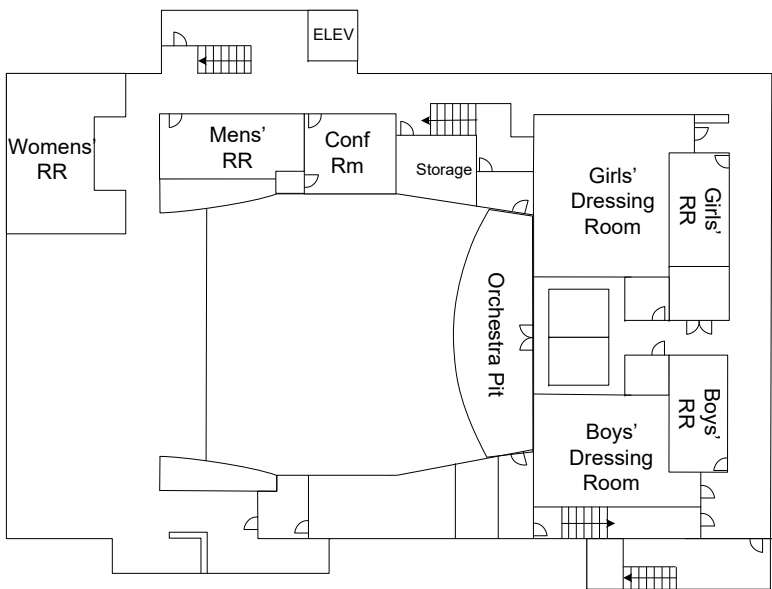 ELEV
Womens'
RR
Mens'
RR
Conf
Rm
Storage
Girls'
Dressing
Room
Girls'
RR
Orchestra Pit
Boys'
Dressing
Room
Boys'
RR